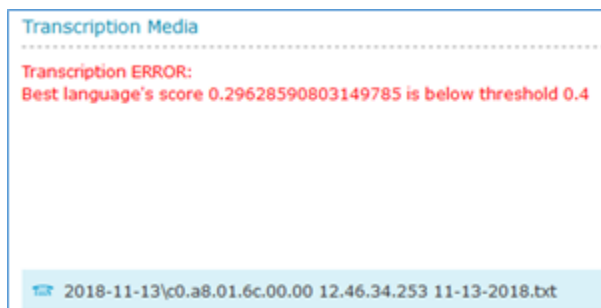 Transcription Media
Transcription ERROR:
Best language's score 0.29628590803149785 is below threshold 0.4
2018-11-13\c0.a8.01.6c.00.00 12.46.34.253 11-13-2018.txt